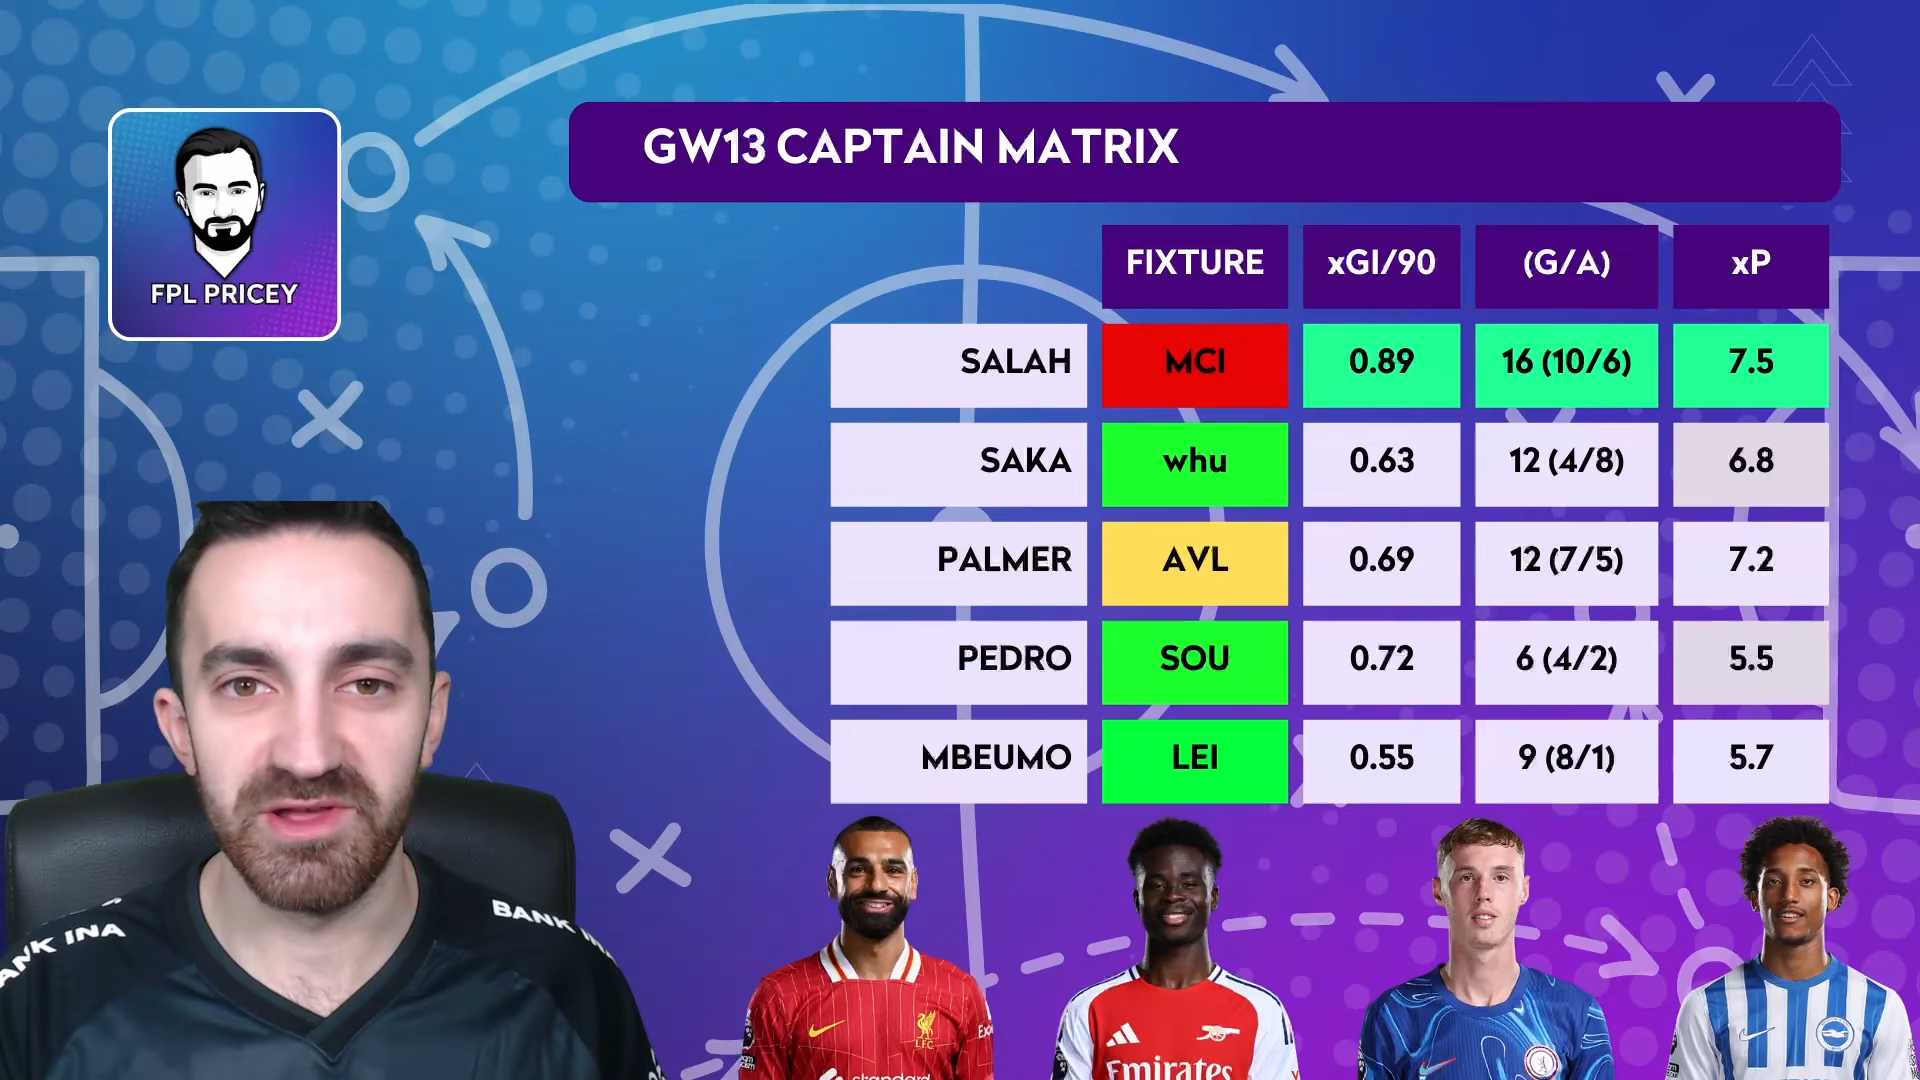 GW13 CAPTAIN MATRIX
FPL PRICEY
FIXTURE xGI/90 (G/A) xP
SALAH MCI 0.89 16 (10/6) 7.5
SAKA whu 0.63 12 (4/8) 6.8
PALMER AVL 0.69 12 (7/5) 7.2
PEDRO SOU 0.72 6 (4/2) 5.5
MBEUMO LEI 0.55 9 (8/1) 5.7
BANK
INA
L.F.C.
Emirates